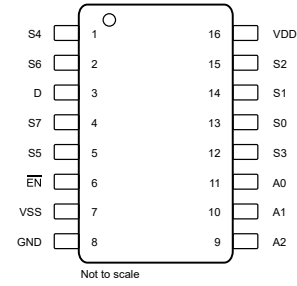 S4 1 16 VDD
S6 2 15 S2
D 3 14 S1
S7 4 13 S0
S5 5 12 S3
E̅N̅ 6 11 A0
VSS 7 10 A1
GND 8 9 A2
Not to scale